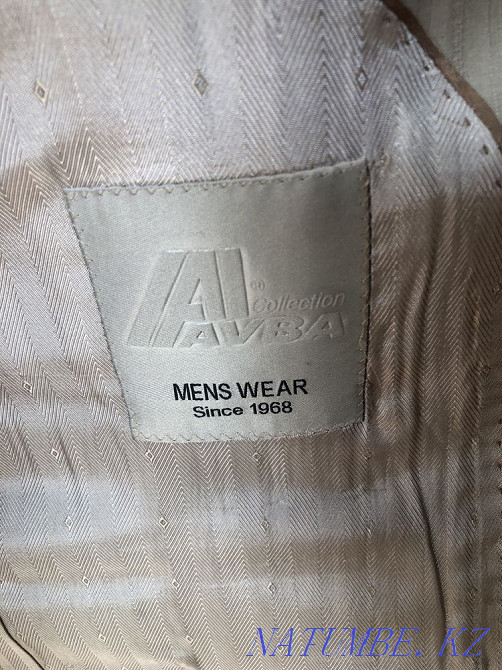 Collection
AVVA
MENS WEAR
Since 1968
NATUMBE.KZ